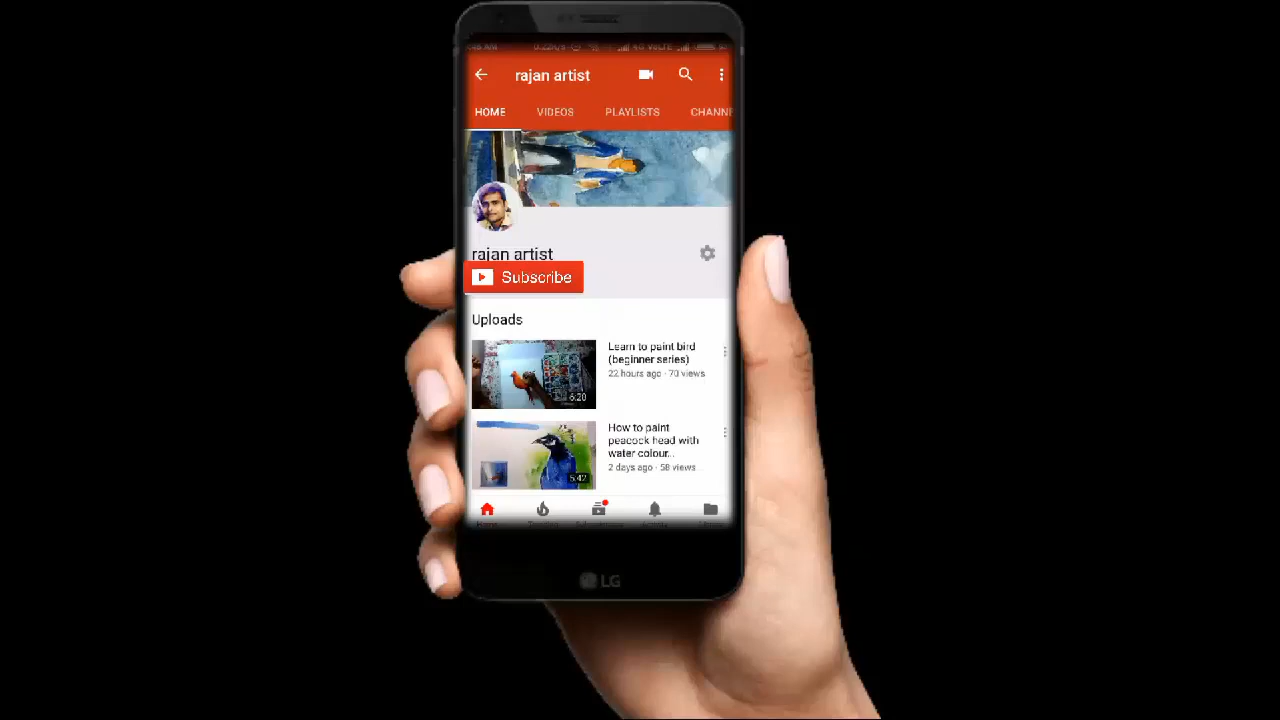 rajan artist
HOME VIDEOS PLAYLISTS CHANNE
rajan artist
Subscribe
Uploads
Learn to paint bird
(beginner series)
22 hours ago · 70 views
6:20
How to paint
peacock head with
water colour...
2 days ago · 58 views
5:42
LG